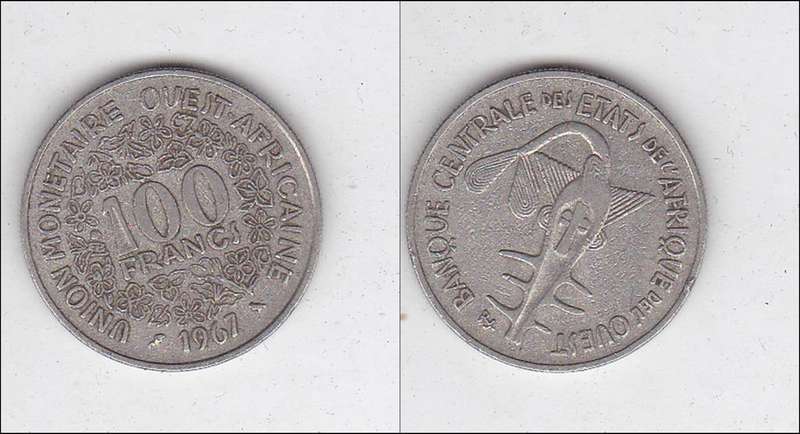 UNION MONETAIRE OUEST-AFRICAINE
100
FRANCS
1967
BANQUE CENTRALE DES ETATS DE L'AFRIQUE DE L'OUEST